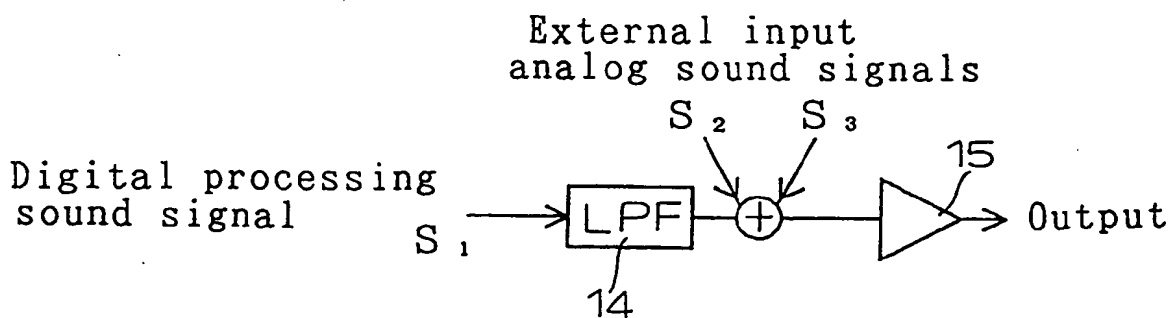 External input
analog sound signals
S₂ S₃
15
Digital processing
sound signal
S₁
LPF
Output
14